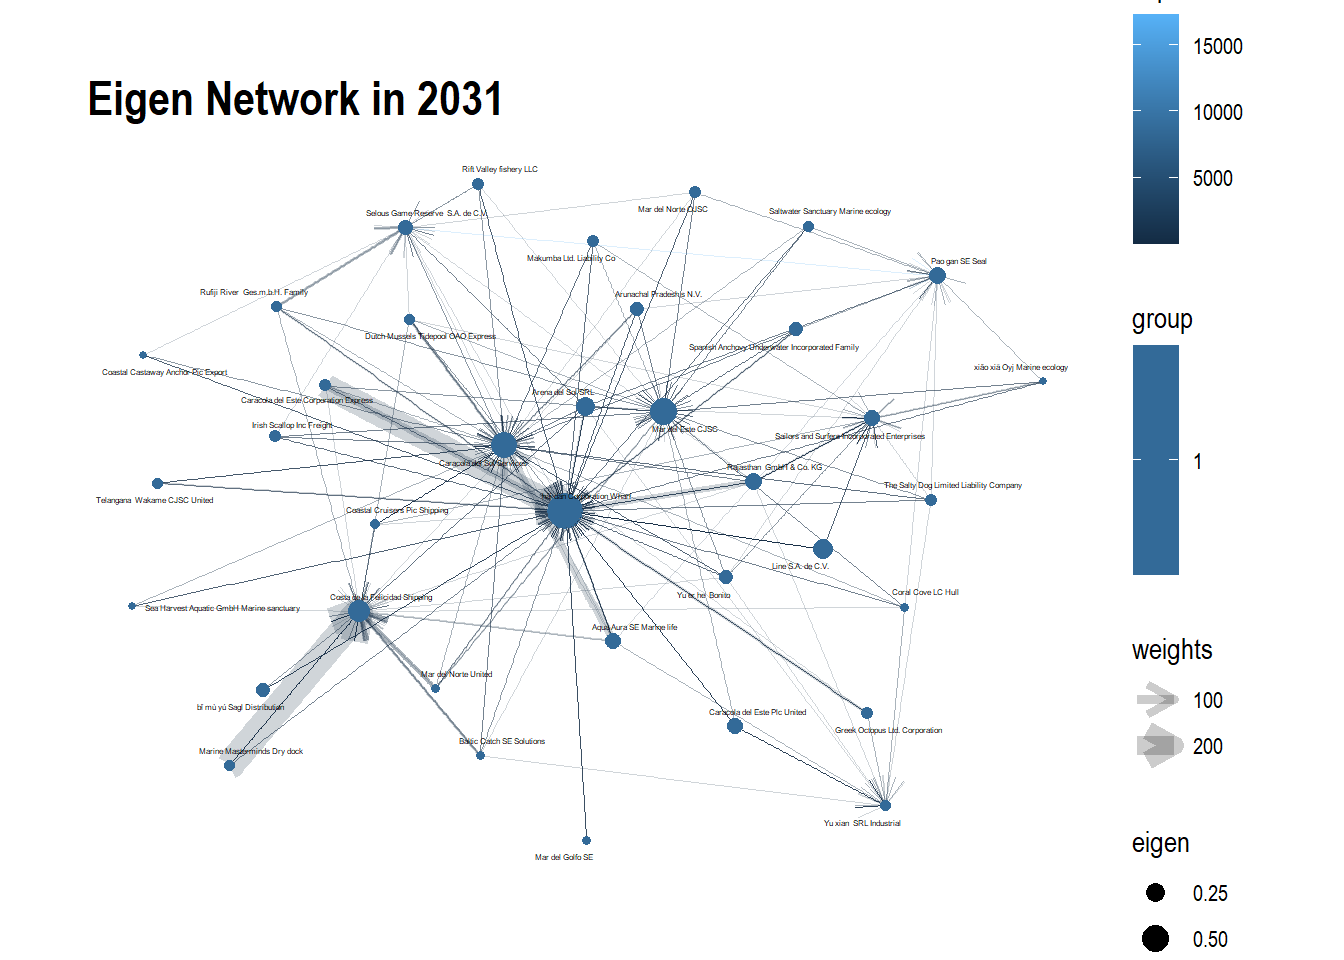 Eigen Network in 2031
15000
10000
5000
Rift Valley fishery LLC
Selous Game Reserve S.A. de C.V.
Mar del Norte CJSC
Saltwater Sanctuary Marine ecology
Makumba Ltd. Liability Co
Pao gan SE Seal
Rufiji River Ges.m.b.H. Family
Arunachal Pradesh s N.V.
group
Dutch Mussels Tidepool OAO Express
Spanish Anchovy Underwater Incorporated Family
Coastal Castaway Anchor Plc Export
xiǎo xiā Oyj Marine ecology
Caracola del Este Corporation Express
Arena del Sol SRL
Irish Scallop Inc Freight
Mar del Este CJSC
Sailors and Surfers Incorporated Enterprises
Caracola del Sol Services
Rajasthan GmbH & Co. KG
1
The Salty Dog Limited Liability Company
Telangana Wakame CJSC United
Corporation Wharf
Coastal Cruisers Pic Shipping
Line S.A. de C.V.
Yu er he Bonito
Coral Cove LC Hull
Costa de la Felicidad Shipping
Sea Harvest Aquatic GmbH Marine sanctuary
Aqua Aura SE Marine life
weights
Mar del Norte United
100
bǐ mù yú Sagl Distribution
Caracola del Este Plc United
Greek Octopus Ltd. Corporation
200
Baltic Catch SE Solutions
Marine Masterminds Dry dock
Yu xian SRL Industrial
eigen
Mar del Golfo SE
0.25
0.50